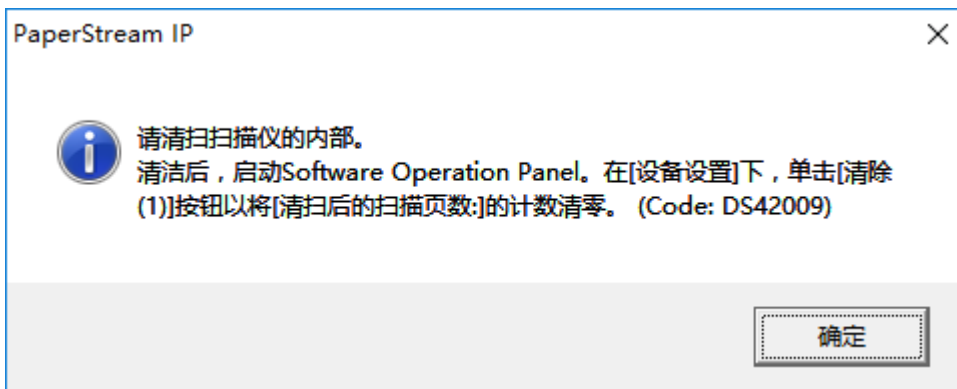 PaperStream IP
请清扫扫描仪的内部。
清洁后，启动Software Operation Panel。在[设备设置]下，单击[清除
(1)]按钮以将[清扫后的扫描页数:]的计数清零。 (Code: DS42009)
确定